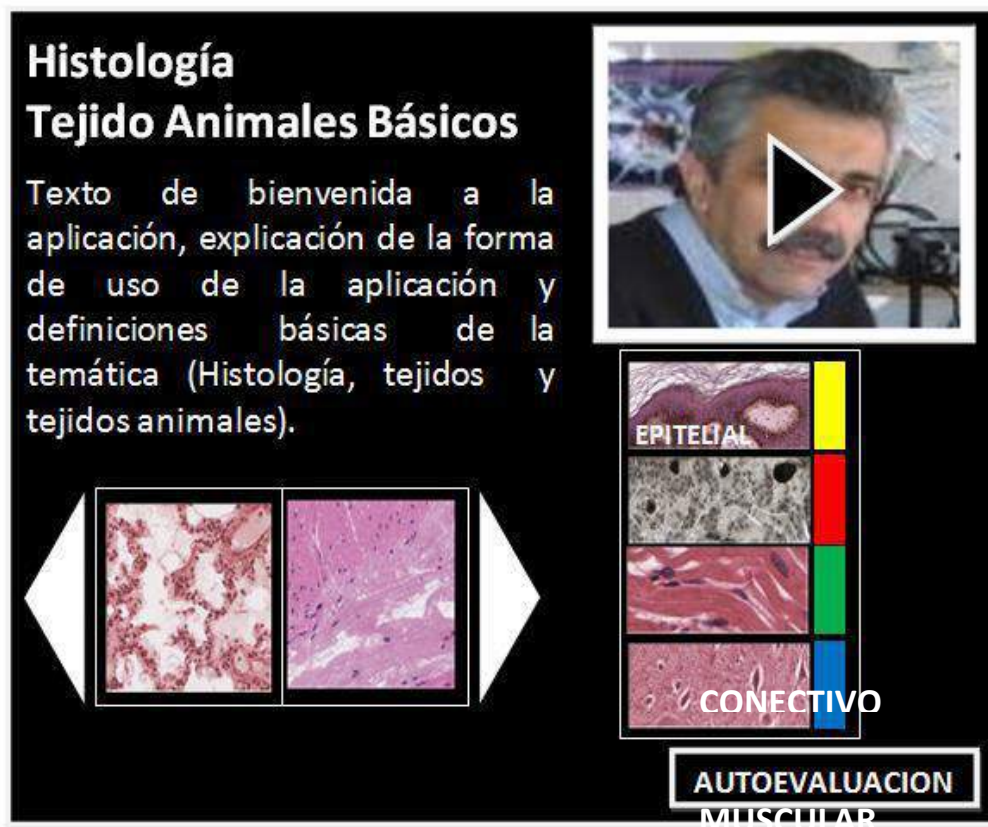 Histología
Tejido Animales Básicos
Texto de bienvenida a la
aplicación, explicación de la forma
de uso de la aplicación y
definiciones básicas de la
temática (Histología, tejidos y
tejidos animales).
EPITELIAL
CONECTIVO
AUTOEVALUACION
MUSCULAR